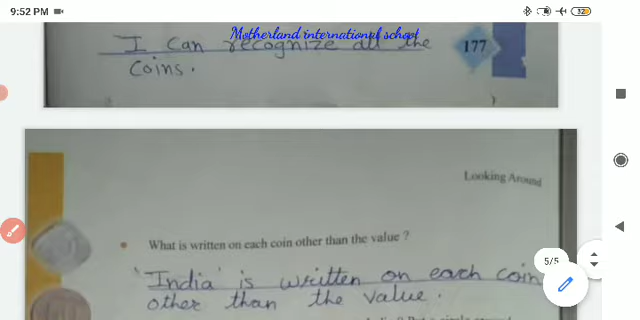 9:52 PM
32
Motherland international school
I can recognize all the
coins.
177
Looking Around
What is written on each coin other than the value ?
'India' is written on each coin
5/5
other than the value.